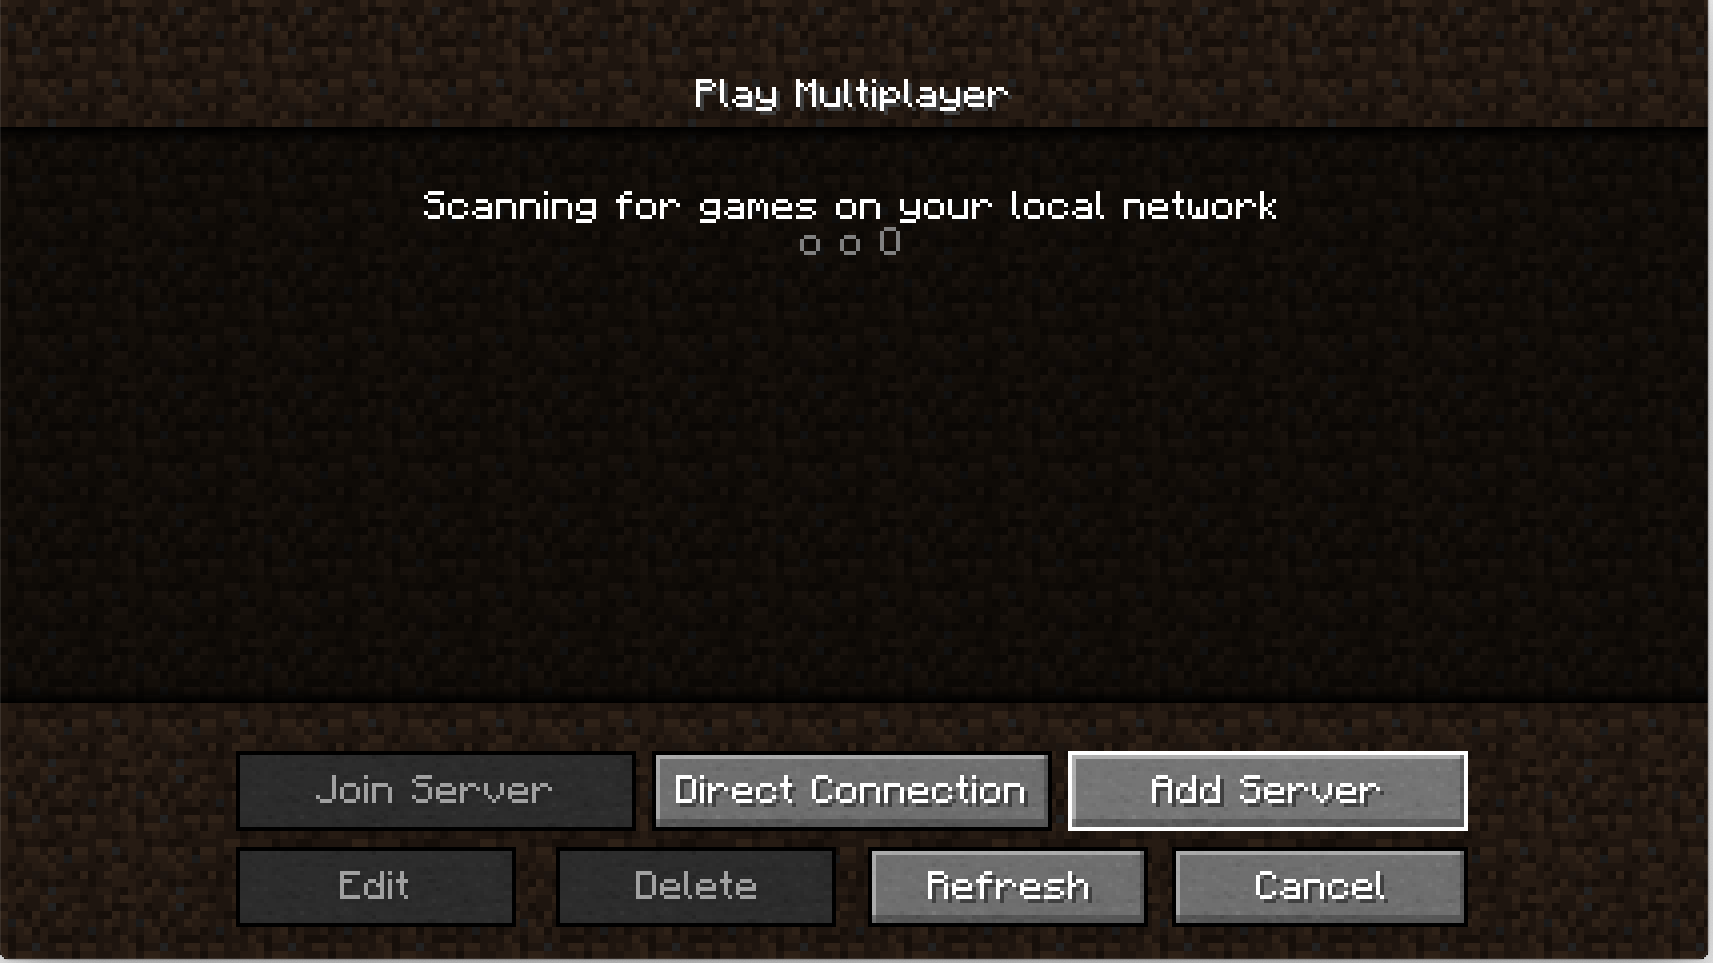 Play Multiplayer
Scanning for games on your local network
o o O
Join Server
Direct Connection
Add Server
Edit
Delete
Refresh
Cancel